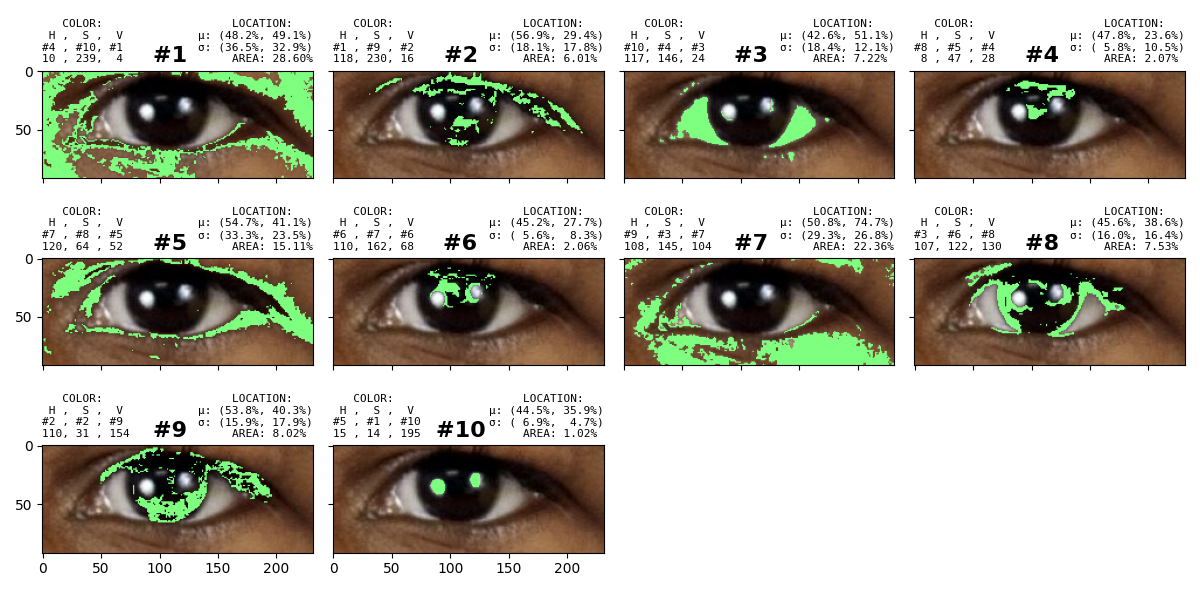 COLOR: LOCATION:
H , S , V μ: (48.2%, 49.1%)
#4 , #10, #1 #1 σ: (36.5%, 32.9%)
10 , 239, 4 AREA: 28.60%
COLOR: LOCATION:
H , S , V μ: (56.9%, 29.4%)
#1 , #9 , #2 #2 σ: (18.1%, 17.8%)
118, 230, 16 AREA: 6.01%
COLOR: LOCATION:
H , S , V μ: (42.6%, 51.1%)
#10, #4 , #3 #3 σ: (18.4%, 12.1%)
117, 146, 24 AREA: 7.22%
COLOR: LOCATION:
H , S , V μ: (47.8%, 23.6%)
#8 , #5 , #4 #4 σ: ( 5.8%, 10.5%)
8 , 47 , 28 AREA: 2.07%
0
50
COLOR: LOCATION:
H , S , V μ: (54.7%, 41.1%)
#7 , #8 , #5 #5 σ: (33.3%, 23.5%)
120, 64 , 52 AREA: 15.11%
COLOR: LOCATION:
H , S , V μ: (45.2%, 27.7%)
#6 , #7 , #6 #6 σ: ( 5.6%, 8.3%)
110, 162, 68 AREA: 2.06%
COLOR: LOCATION:
H , S , V μ: (50.8%, 74.7%)
#9 , #3 , #7 #7 σ: (29.3%, 26.8%)
108, 145, 104 AREA: 22.36%
COLOR: LOCATION:
H , S , V μ: (45.6%, 38.6%)
#3 , #6 , #8 #8 σ: (16.0%, 16.4%)
107, 122, 130 AREA: 7.53%
0
50
COLOR: LOCATION:
H , S , V μ: (53.8%, 40.3%)
#2 , #2 , #9 #9 σ: (15.9%, 17.9%)
110, 31 , 154 AREA: 8.02%
COLOR: LOCATION:
H , S , V μ: (44.5%, 35.9%)
#5 , #1 , #10 #10 σ: ( 6.9%, 4.7%)
15 , 14 , 195 AREA: 1.02%
0
50
0 50 100 150 200
0 50 100 150 200